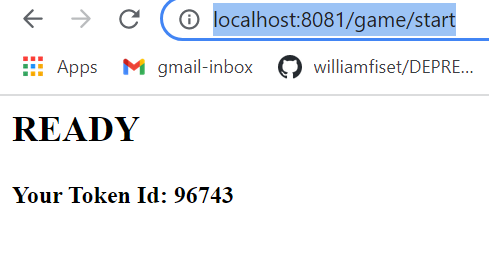 localhost:8081/game/start
Apps gmail-inbox williamfiset/DEPRE...
READY
Your Token Id: 96743